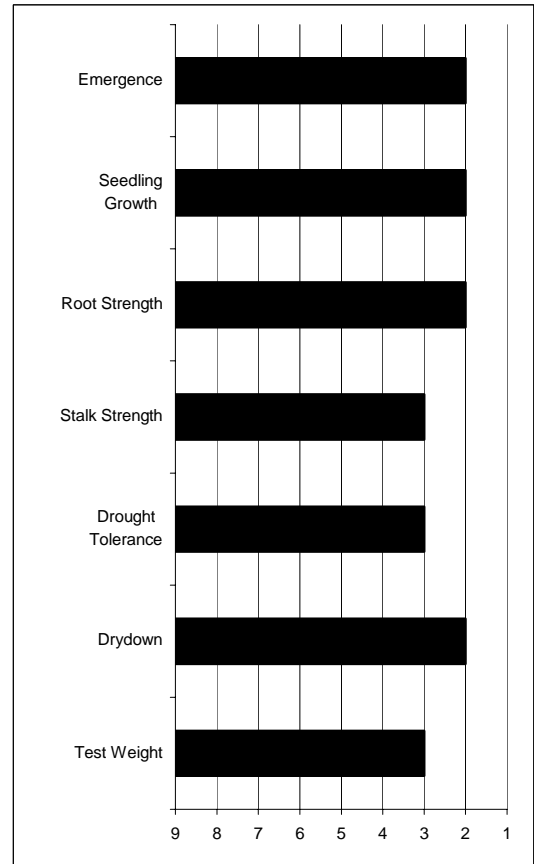 Emergence
Seedling
Growth
Root Strength
Stalk Strength
Drought
Tolerance
Drydown
Test Weight
9 8 7 6 5 4 3 2 1